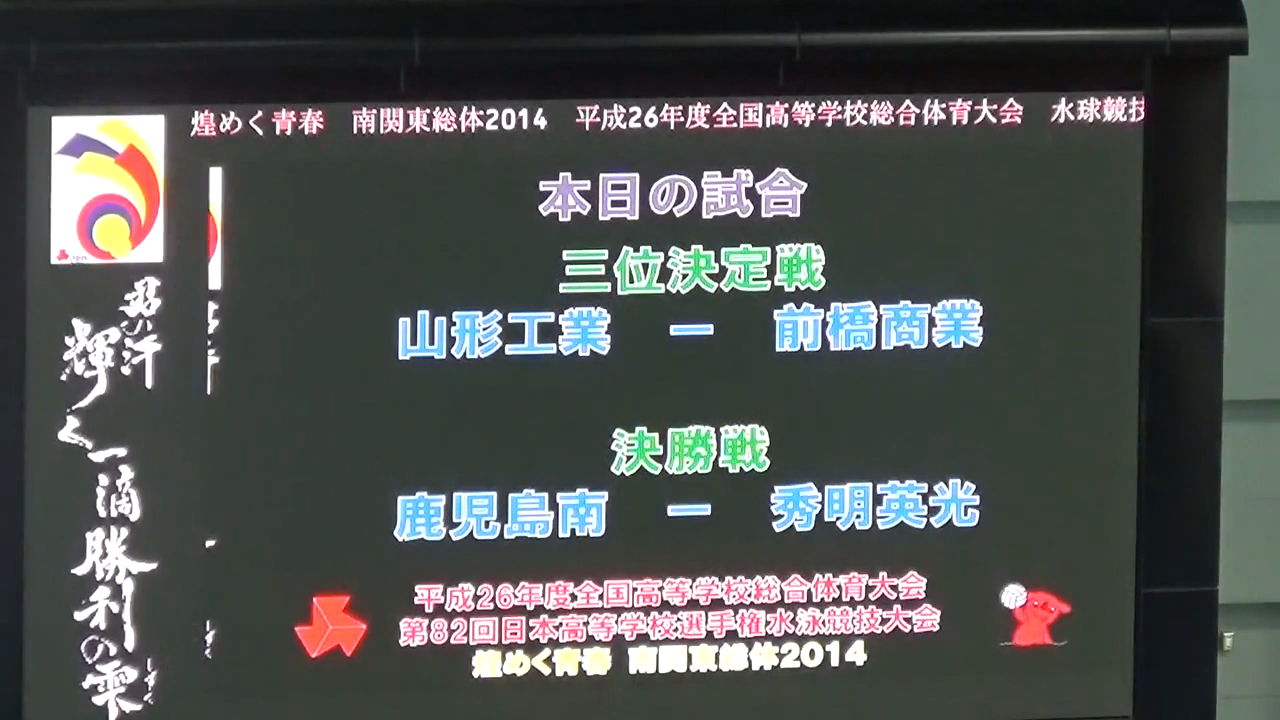 煌めく青春　南関東総体2014　平成26年度全国高等学校総合体育大会　水球競技
本日の試合
三位決定戦
山形工業　ー　前橋商業
決勝戦
鹿児島南　ー　秀明英光
平成26年度全国高等学校総合体育大会
第82回日本高等学校選手権水泳競技大会
煌めく青春　南関東総体2014
君の汗
輝く一滴勝利の雫